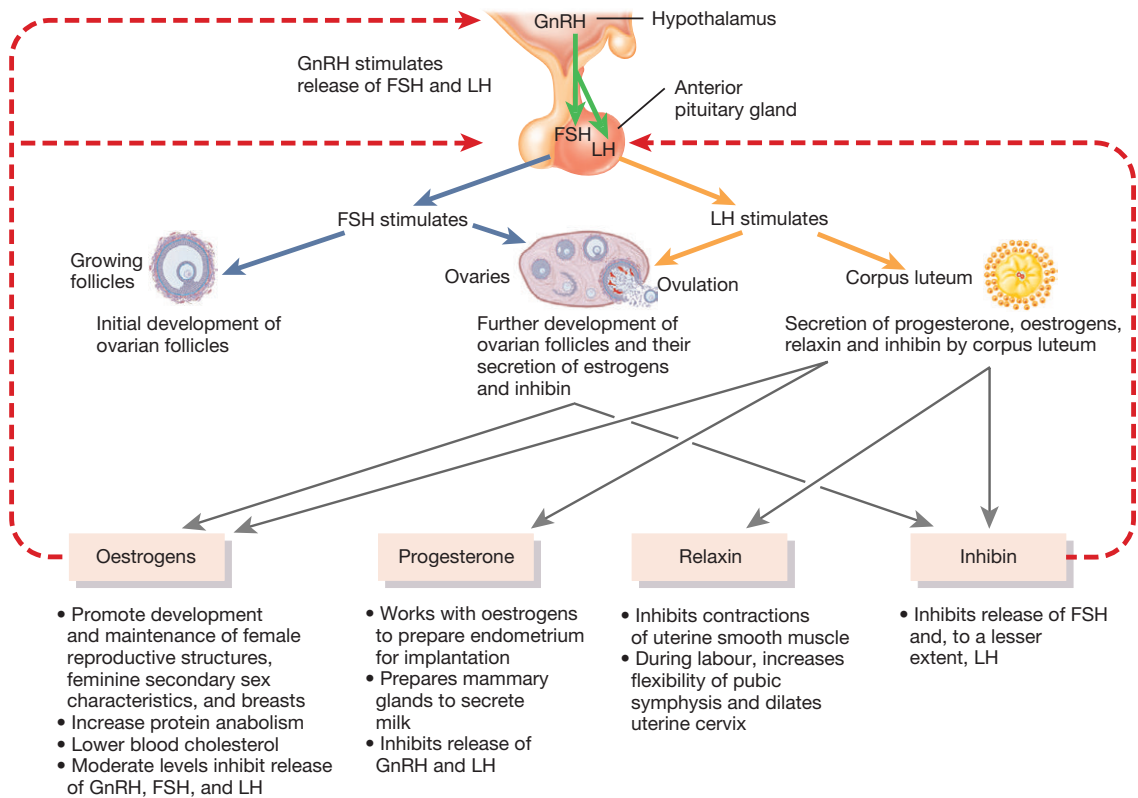 GnRH
Hypothalamus
GnRH stimulates
release of FSH and LH
Anterior
pituitary gland
FSH
LH
FSH stimulates
LH stimulates
Growing
follicles
Ovaries
Ovulation
Corpus luteum
Initial development of
ovarian follicles
Further development of
ovarian follicles and their
secretion of estrogens
and inhibin
Secretion of progesterone, oestrogens,
relaxin and inhibin by corpus luteum
Oestrogens
• Promote development
and maintenance of female
reproductive structures,
feminine secondary sex
characteristics, and breasts
• Increase protein anabolism
• Lower blood cholesterol
• Moderate levels inhibit release
of GnRH, FSH, and LH
Progesterone
• Works with oestrogens
to prepare endometrium
for implantation
• Prepares mammary
glands to secrete
milk
• Inhibits release of
GnRH and LH
Relaxin
• Inhibits contractions
of uterine smooth muscle
• During labour, increases
flexibility of pubic
symphysis and dilates
uterine cervix
Inhibin
• Inhibits release of FSH
and, to a lesser
extent, LH